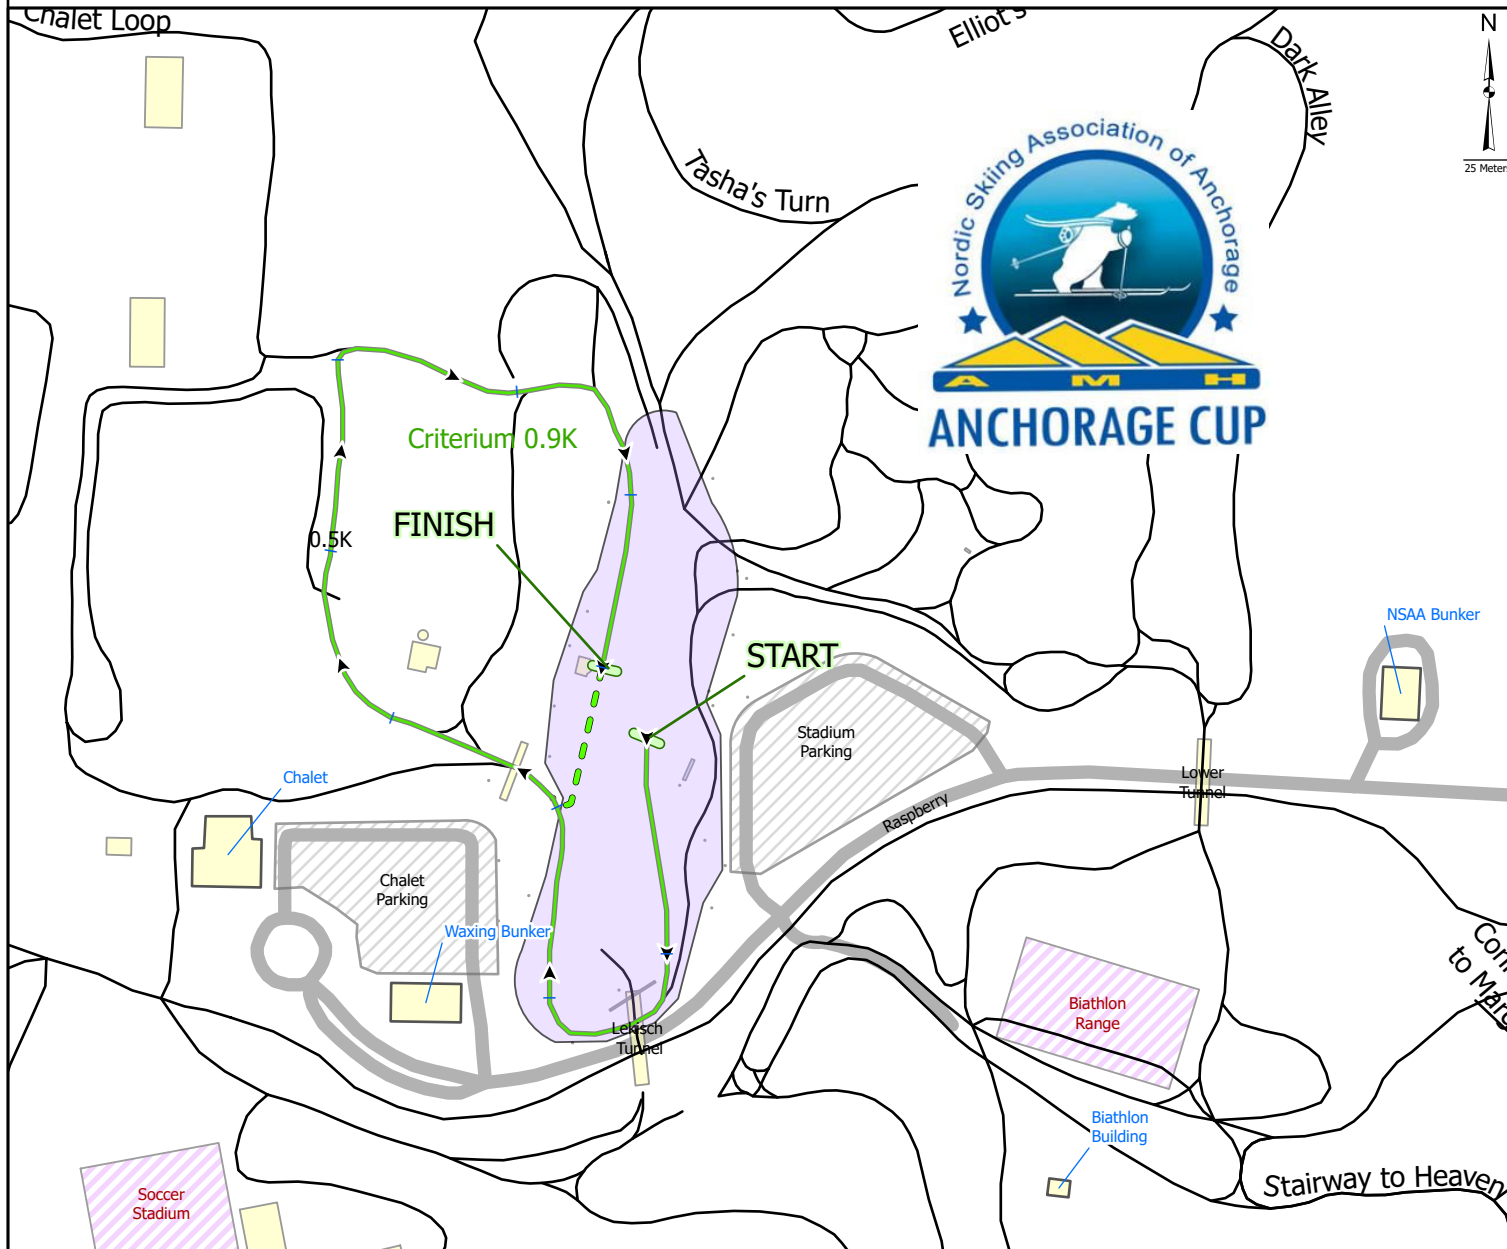 Chalet Loop
Elliot's
Dark Alley
N
25 Meters
Tasha's Turn
Nordic Skiing Association of Anchorage
A M H
ANCHORAGE CUP
Criterium 0.9K
FINISH
0.5K
START
NSAA Bunker
Stadium
Parking
Chalet
Lower
Tunnel
Raspberry
Chalet
Parking
Waxing Bunker
to Marg
Biathlon
Range
Lekisch
Tunnel
Biathlon
Building
Stairway to Heaven
Soccer
Stadium